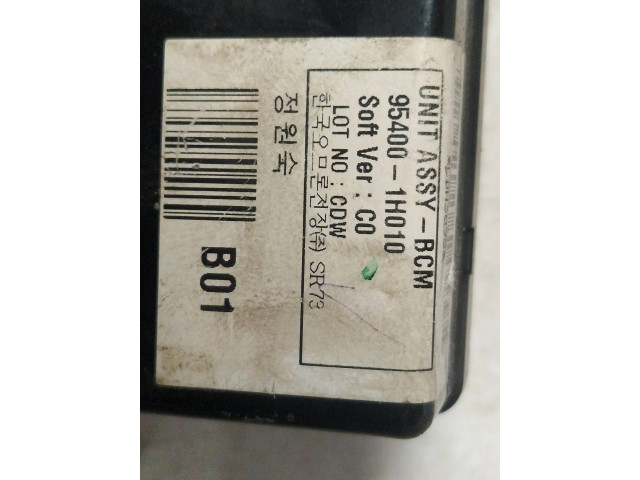 UNIT ASSY-BCM
95400-1H010
Soft Ver : C0
LOT NO : CDW
한국오므론전장(쥐) SR73
정원숙
B01